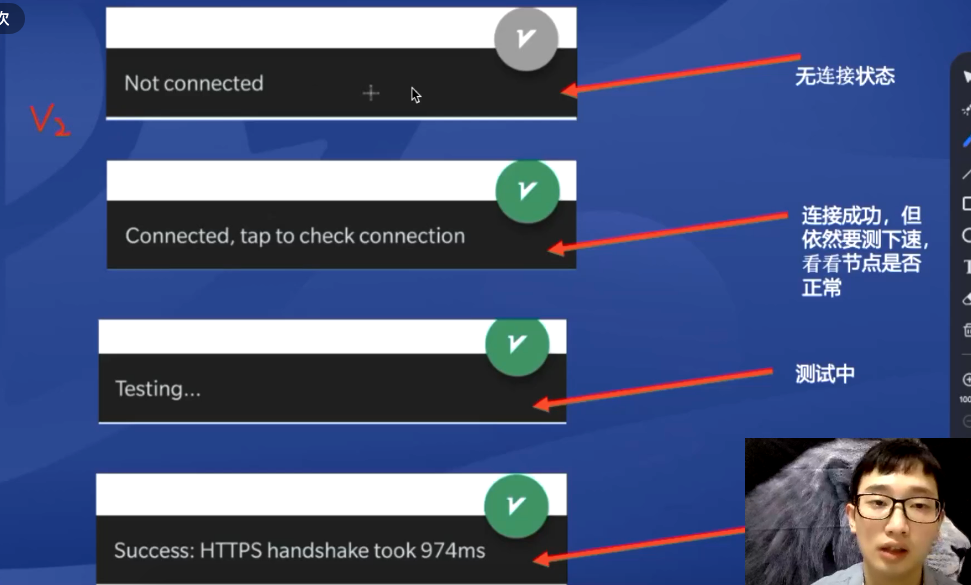 次
Not connected
无连接状态
V2
Connected, tap to check connection
连接成功，但
依然要测下速，
看看节点是否
正常
Testing...
测试中
Success: HTTPS handshake took 974ms
100